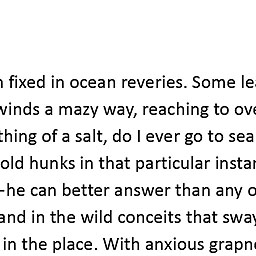 n fixed in ocean reveries. Some lea
winds a mazy way, reaching to ove
thing of a salt, do I ever go to sea
old hunks in that particular instan
-he can better answer than any o
and in the wild conceits that sway
in the place. With anxious grapne